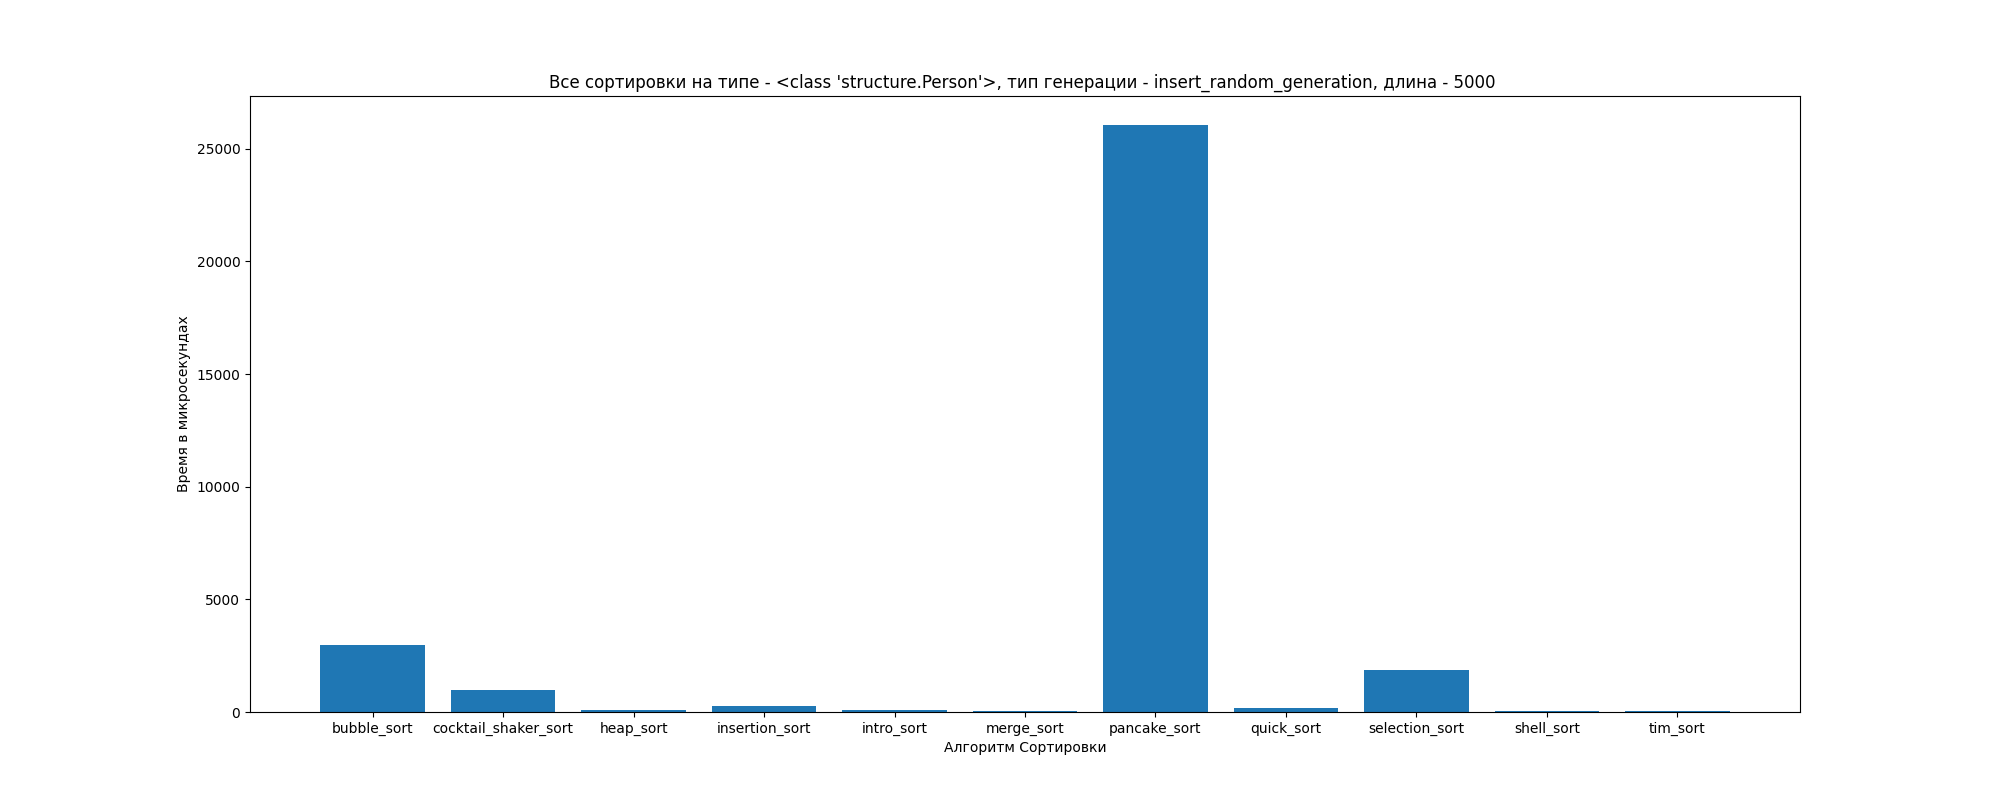 Все сортировки на типе - <class 'structure.Person'>, тип генерации - insert_random_generation, длина - 5000
Время в микросекундах
25000
20000
15000
10000
5000
0
bubble_sort cocktail_shaker_sort heap_sort insertion_sort intro_sort merge_sort pancake_sort quick_sort selection_sort shell_sort tim_sort
Алгоритм Сортировки